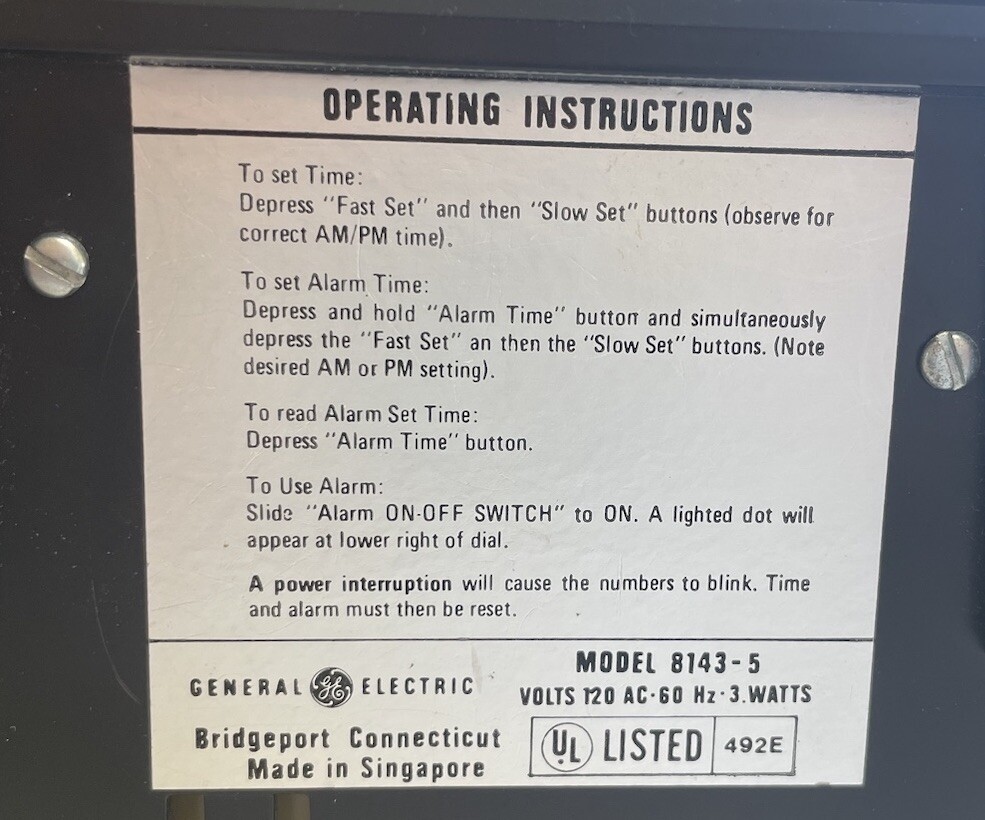 OPERATING INSTRUCTIONS
To set Time:
Depress "Fast Set" and then "Slow Set" buttons (observe for
correct AM/PM time).
To set Alarm Time:
Depress and hold "Alarm Time" button and simultaneously
depress the "Fast Set" an then the "Slow Set" buttons. (Note
desired AM or PM setting).
To read Alarm Set Time:
Depress "Alarm Time" button.
To Use Alarm:
Slide "Alarm ON-OFF SWITCH" to ON. A lighted dot will
appear at lower right of dial.
A power interruption will cause the numbers to blink. Time
and alarm must then be reset.
GENERAL GE ELECTRIC
Bridgeport Connecticut
Made in Singapore
MODEL 8143-5
VOLTS 120 AC·60 Hz·3.WATTS
UL LISTED 492E